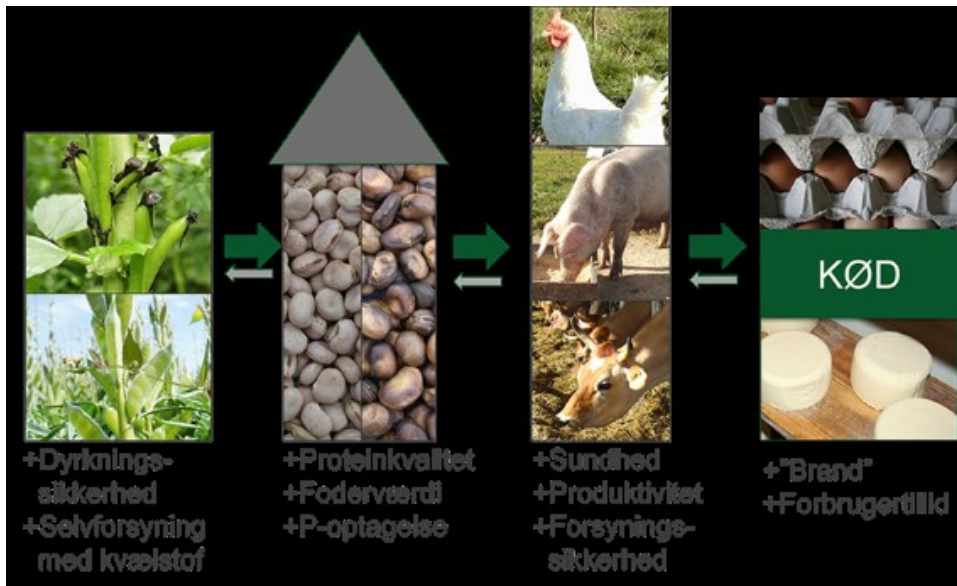 KØD
+Dyrknings-
sikkerhed
+Selvforsyning
med kvælstof
+Proteinkvalitet
+Foderværdi
+P-optagelse
+Sundhed
+Produktivitet
+Forsynings-
sikkerhed
+"Brand"
+Forbrugertillid